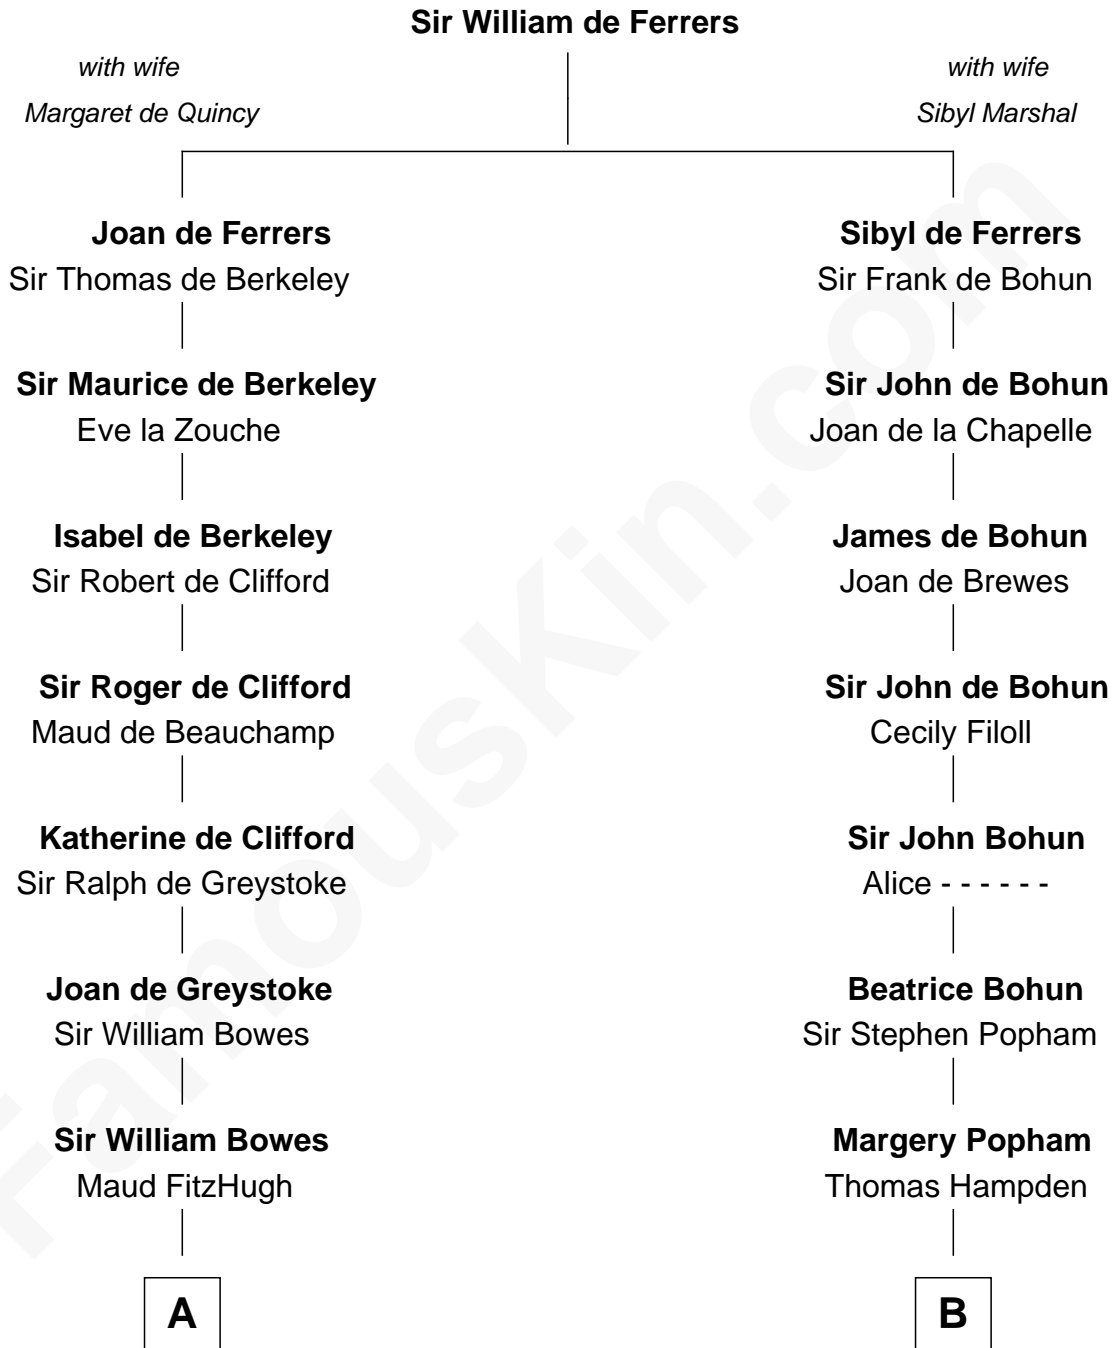 Sir William de Ferrers
with wife
Margaret de Quincy
with wife
Sibyl Marshal
Joan de Ferrers
Sir Thomas de Berkeley
Sibyl de Ferrers
Sir Frank de Bohun
Sir Maurice de Berkeley
Eve la Zouche
Sir John de Bohun
Joan de la Chapelle
Isabel de Berkeley
Sir Robert de Clifford
James de Bohun
Joan de Brewes
Sir Roger de Clifford
Maud de Beauchamp
Sir John de Bohun
Cecily Filoll
Katherine de Clifford
Sir Ralph de Greystoke
Sir John Bohun
Alice - - - - - -
Joan de Greystoke
Sir William Bowes
Beatrice Bohun
Sir Stephen Popham
Sir William Bowes
Maud FitzHugh
Margery Popham
Thomas Hampden
A
B
FamousKin.com